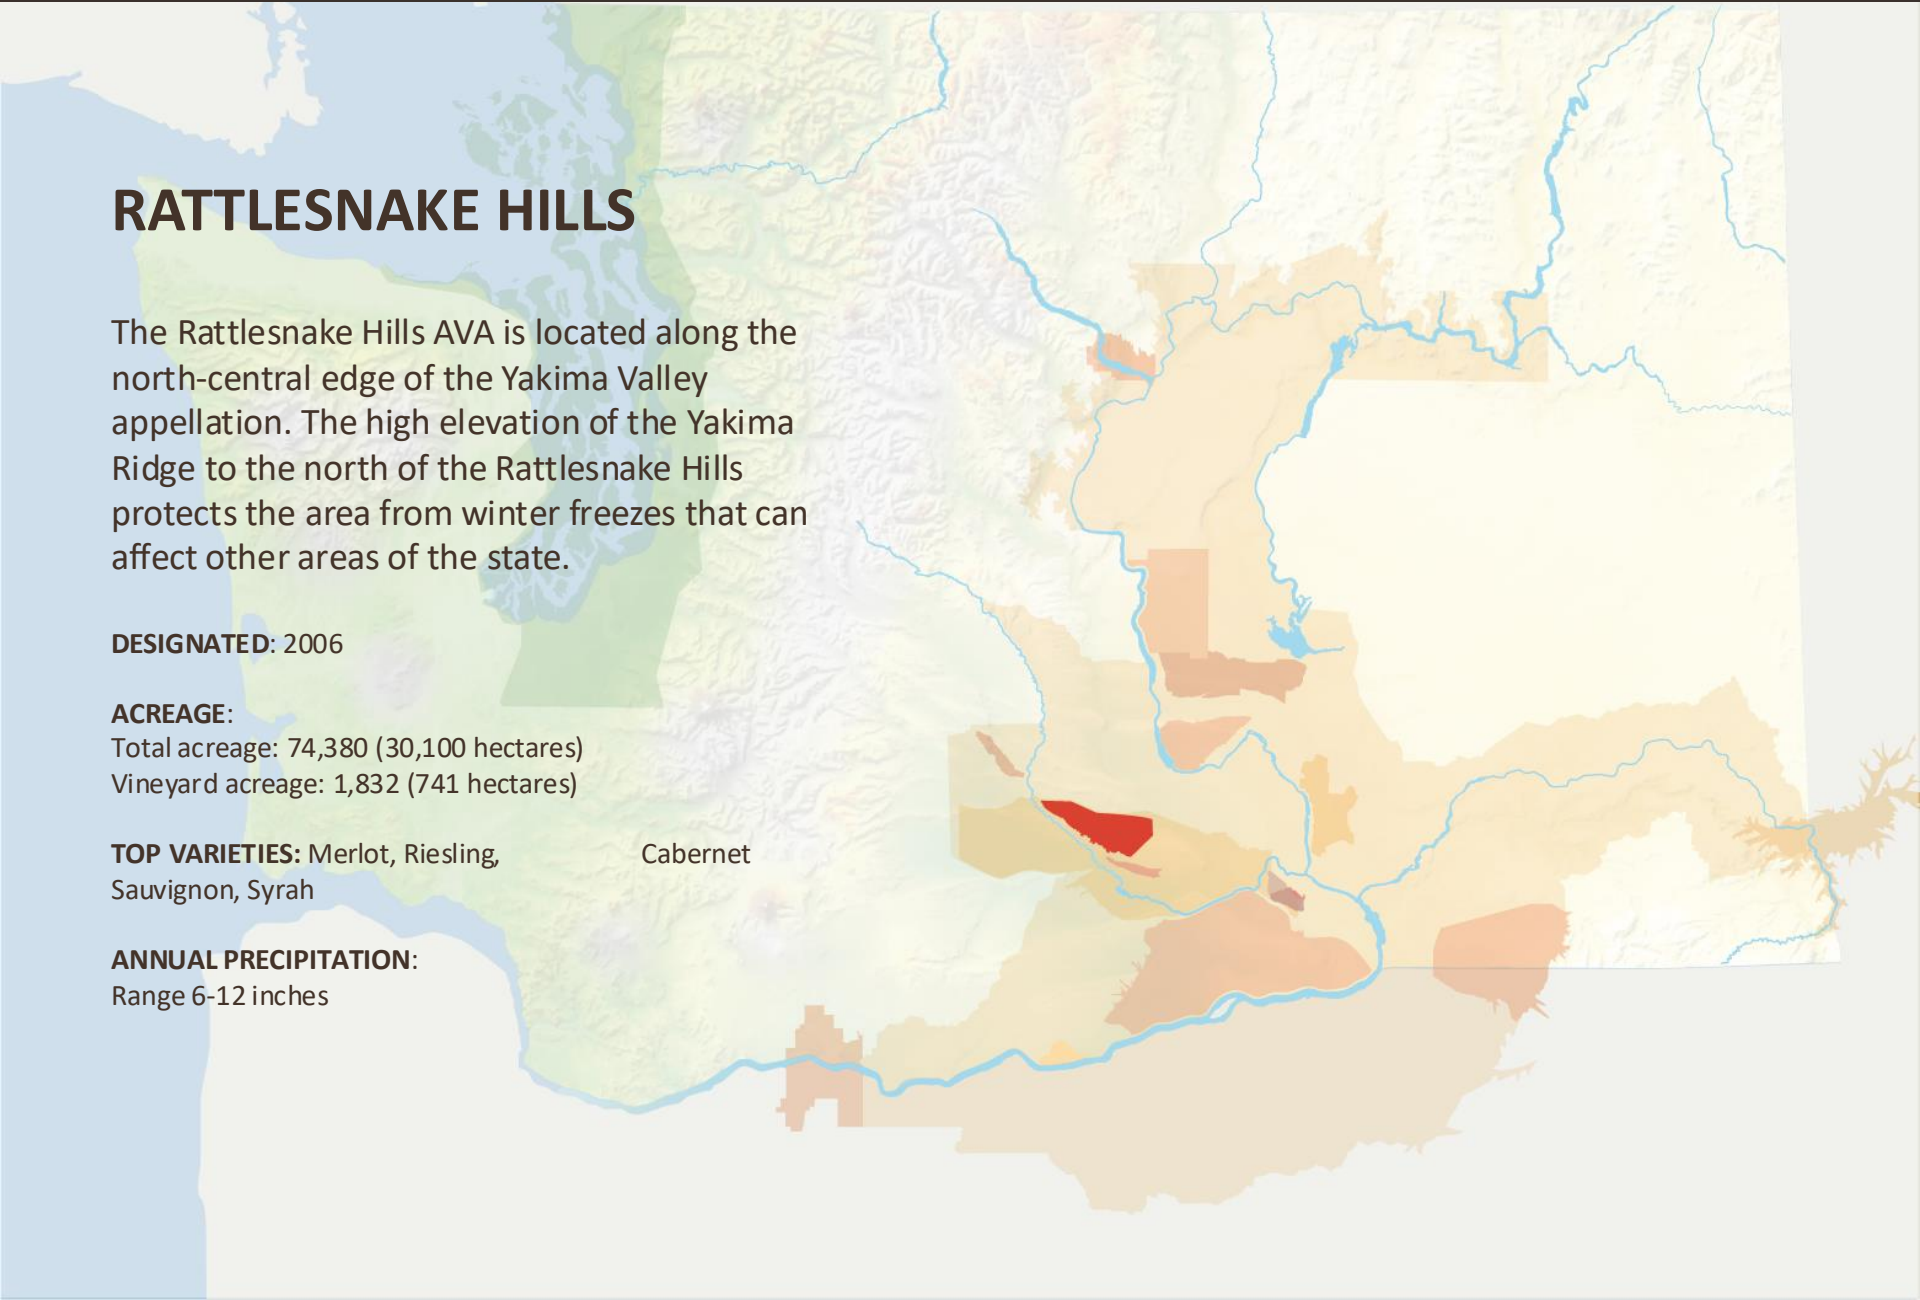 RATTLESNAKE HILLS
The Rattlesnake Hills AVA is located along the
north-central edge of the Yakima Valley
appellation. The high elevation of the Yakima
Ridge to the north of the Rattlesnake Hills
protects the area from winter freezes that can
affect other areas of the state.
DESIGNATED: 2006
ACREAGE:
Total acreage: 74,380 (30,100 hectares)
Vineyard acreage: 1,832 (741 hectares)
TOP VARIETIES: Merlot, Riesling, Cabernet
Sauvignon, Syrah
ANNUAL PRECIPITATION:
Range 6-12 inches